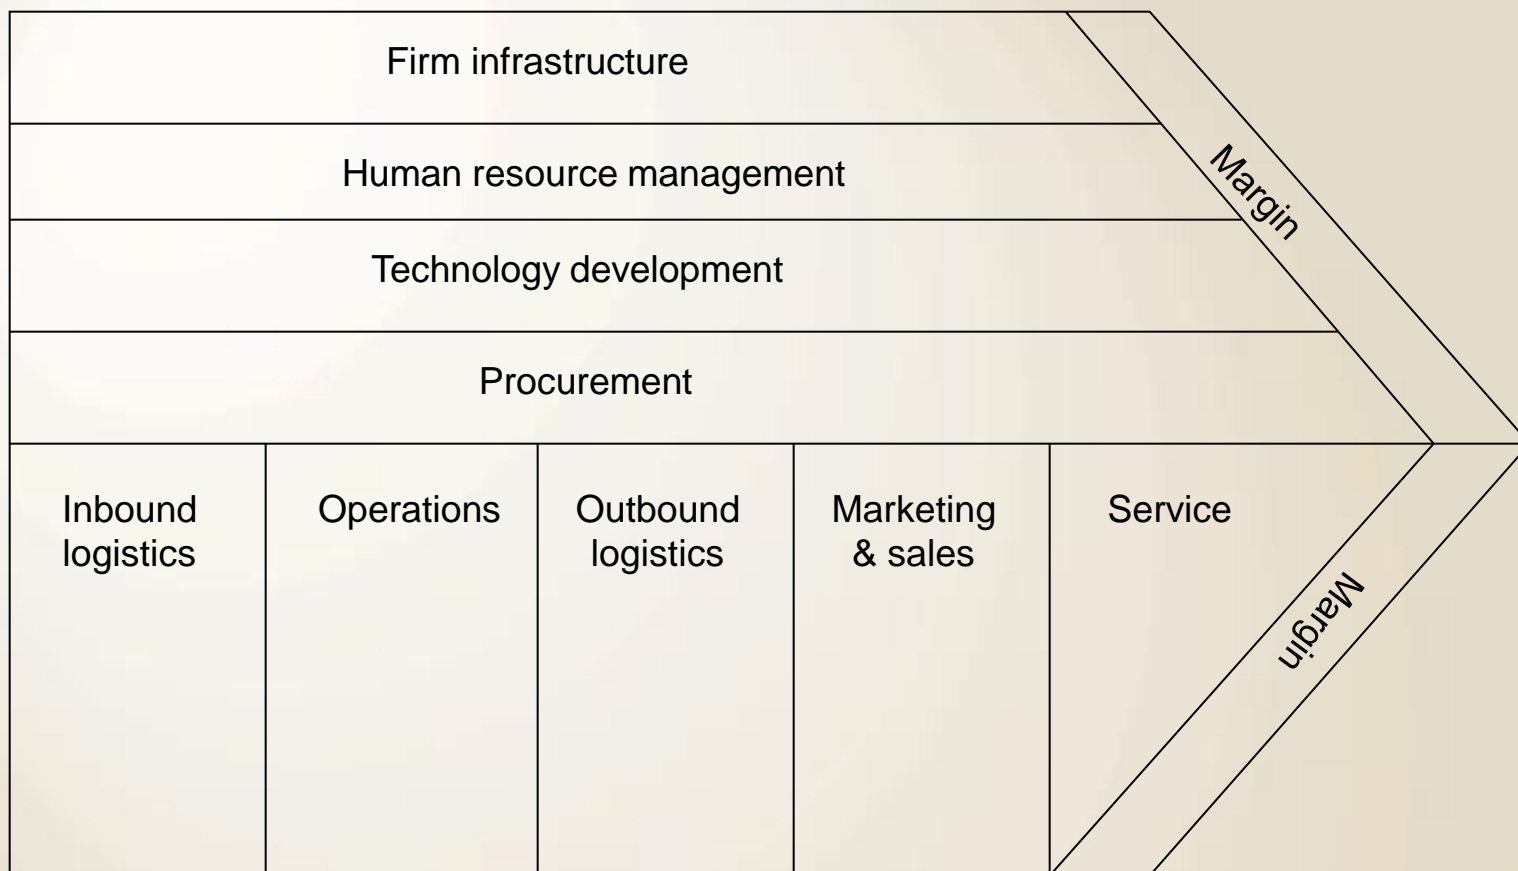 Firm infrastructure
Human resource management
Margin
Technology development
Procurement
Inbound
logistics
Operations
Outbound
logistics
Marketing
& sales
Service
Margin